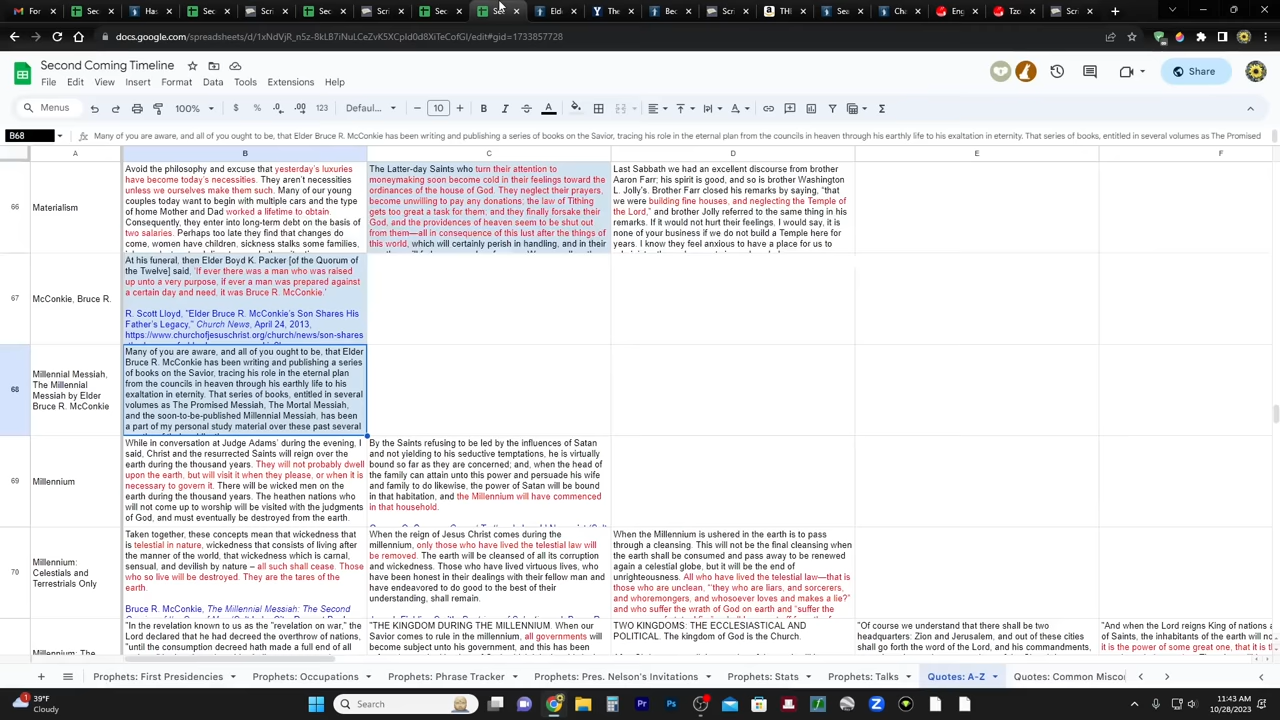 For
Sec
Sec
Sec
Sec
Eld
The
Bec
Scr
THE
Sec
Cha
Eng
Tzo
Scr
docs.google.com/spreadsheets/d/1xNdVjR_n5z-8kLB7iNuLCeZvK5XCpId0d8XiTeCofGI/edit#gid=1733857728
Second Coming Timeline
File Edit View Insert Format Data Tools Extensions Help
Share
Menus 100% $ % .0 .00 123 Defaul... 10
B68 Many of you are aware, and all of you ought to be, that Elder Bruce R. McConkie has been writing and publishing a series of books on the Savior, tracing his role in the eternal plan from the councils in heaven through his earthly life to his exaltation in eternity. That series of books, entitled in several volumes as The Promised
A B C D E F
66 Materialism
Avoid the philosophy and excuse that yesterday's luxuries
have become today's necessities. They aren't necessities
unless we ourselves make them such. Many of our young
couples today want to begin with multiple cars and the
type of home Mother and Dad worked a lifetime to obtain.
Consequently, they enter into long-term debt on the basis of
two salaries. Perhaps too late they find that changes do
come, women have children, sickness stalks some families,
The Latter-day Saints who turn their attention to
moneymaking soon become cold in their feelings toward the
ordinances of the house of God. They neglect their prayers,
become unwilling to pay any donations; the law of Tithing
gets too great a task for them; and they finally forsake their
God, and the providences of heaven seem to be shut out
from them—all in consequence of this lust after the things of
this world, which will certainly perish in handling, and in their
Last Sabbath we had an excellent discourse from brother
Aaron Farr; his spirit is good, and so is brother Washington
L. Jolly's. Brother Farr closed his remarks by saying, "that
we were building fine houses, and neglecting the Temple of
the Lord," and brother Jolly referred to the same thing in his
remarks. If it would not hurt their feelings, I would say, it is
none of your business if we do not build a Temple here for
years. I know they feel anxious to have a place for us to
67 McConkie, Bruce R.
At his funeral, then Elder Boyd K. Packer [of the Quorum of
the Twelve] said, 'If ever there was a man who was raised
up unto a very purpose, if ever a man was prepared against
a certain day and need, it was Bruce R. McConkie.'
R. Scott Lloyd, "Elder Bruce R. McConkie's Son Shares His
Father's Legacy," Church News, April 24, 2013,
https://www.churchofjesuschrist.org/church/news/son-shares
68 Millennial Messiah,
The Millennial
Messiah by Elder
Bruce R. McConkie
Many of you are aware, and all of you ought to be, that Elder
Bruce R. McConkie has been writing and publishing a series
of books on the Savior, tracing his role in the eternal plan
from the councils in heaven through his earthly life to his
exaltation in eternity. That series of books, entitled in several
volumes as The Promised Messiah, The Mortal Messiah,
and the soon-to-be-published Millennial Messiah, has been
a part of my personal study material over these past several
69 Millennium
While in conversation at Judge Adams' during the evening, I
said, Christ and the resurrected Saints will reign over the
earth during the thousand years. They will not probably dwell
upon the earth, but will visit it when they please, or when it is
necessary to govern it. There will be wicked men on the
earth during the thousand years. The heathen nations who
will not come up to worship will be visited with the judgments
of God, and must eventually be destroyed from the earth.
By the Saints refusing to be led by the influences of Satan
and not yielding to his seductive temptations, he is virtually
bound so far as they are concerned; and, when the head of
the family can attain unto this power and persuade his wife
and family to do likewise, the power of Satan will be bound
in that habitation, and the Millennium will have commenced
in that household.
70 Millennium:
Celestials and
Terrestrials Only
Taken together, these concepts mean that wickedness that
is telestial in nature, wickedness that consists of living after
the manner of the world, that wickedness which is carnal,
sensual, and devilish by nature – all such shall cease. Those
who so live will be destroyed. They are the tares of the
earth.
Bruce R. McConkie, The Millennial Messiah: The Second
When the reign of Jesus Christ comes during the
millennium, only those who have lived the telestial law will
be removed. The earth will be cleansed of all its corruption
and wickedness. Those who have lived virtuous lives, who
have been honest in their dealings with their fellow man and
have endeavored to do good to the best of their
understanding, shall remain.
When the Millennium is ushered in the earth is to pass
through a cleansing. This will not be the final cleansing when
the earth shall be consumed and pass away to be renewed
again a celestial globe, but it will be the end of
unrighteousness. All who have lived the telestial law—that is
those who are unclean, "'they who are liars, and sorcerers,
and whoremongers, and whosoever loves and makes a lie?"
and who suffer the wrath of God on earth and "suffer the
Millennium: The
"In the revelation known to us as the "revelation on war," the
Lord declared that he had decreed the overthrow of nations,
"until the consumption decreed hath made a full end of all
"THE KINGDOM DURING THE MILLENNIUM. When our
Savior comes to rule in the millennium, all governments will
become subject unto his government, and this has been
TWO KINGDOMS: THE ECCLESIASTICAL AND
POLITICAL. The kingdom of God is the Church.
"Of course we understand that there shall be two
headquarters: Zion and Jerusalem, and out of these cities
shall go forth the word of the Lord, and his commandments,
"And when the Lord reigns King of nations a
of Saints, the inhabitants of the earth will no
it is the power of some great one, that it is th
Prophets: First Presidencies Prophets: Occupations Prophets: Phrase Tracker Prophets: Pres. Nelson's Invitations Prophets: Stats Prophets: Talks Quotes: A-Z Quotes: Common Miscon
39°F
Cloudy
Search
11:43 AM
10/28/2023